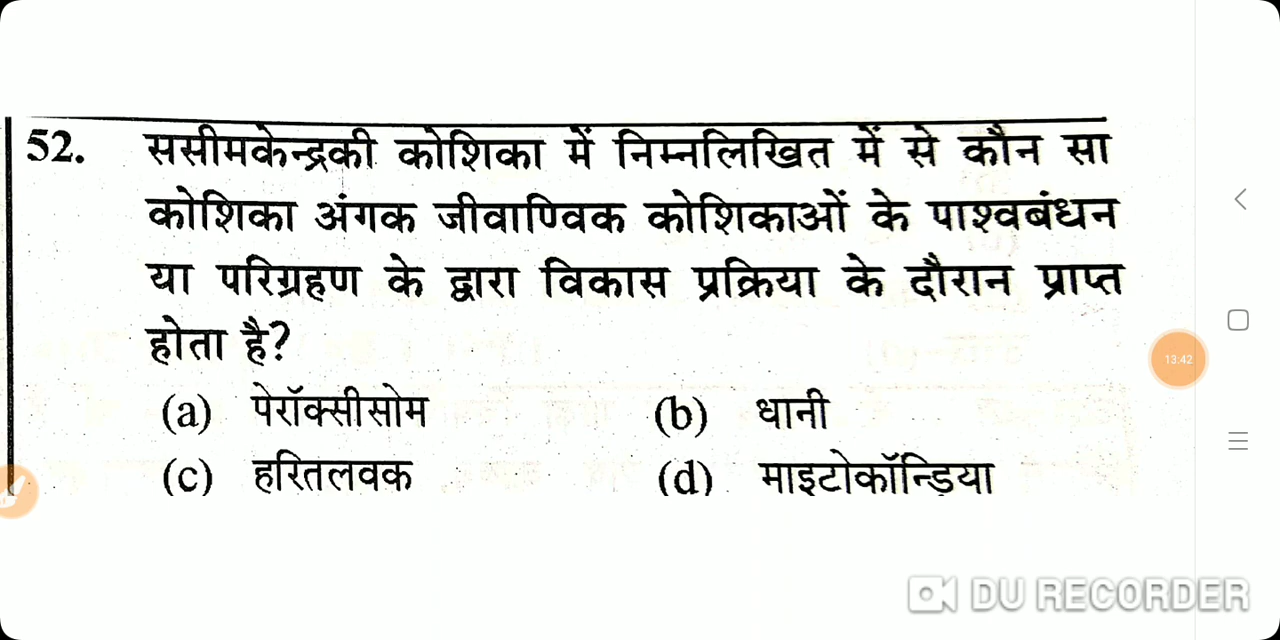 52. ससीमकेन्द्रकी कोशिका में निम्नलिखित में से कौन सा
कोशिका अंगक जीवाण्विक कोशिकाओं के पाश्वबंधन
या परिग्रहण के द्वारा विकास प्रक्रिया के दौरान प्राप्त
होता है?
(a) पेरॉक्सीसोम (b) धानी
(c) हरितलवक (d) माइटोकॉन्ड्रिया
13:42
DU RECORDER